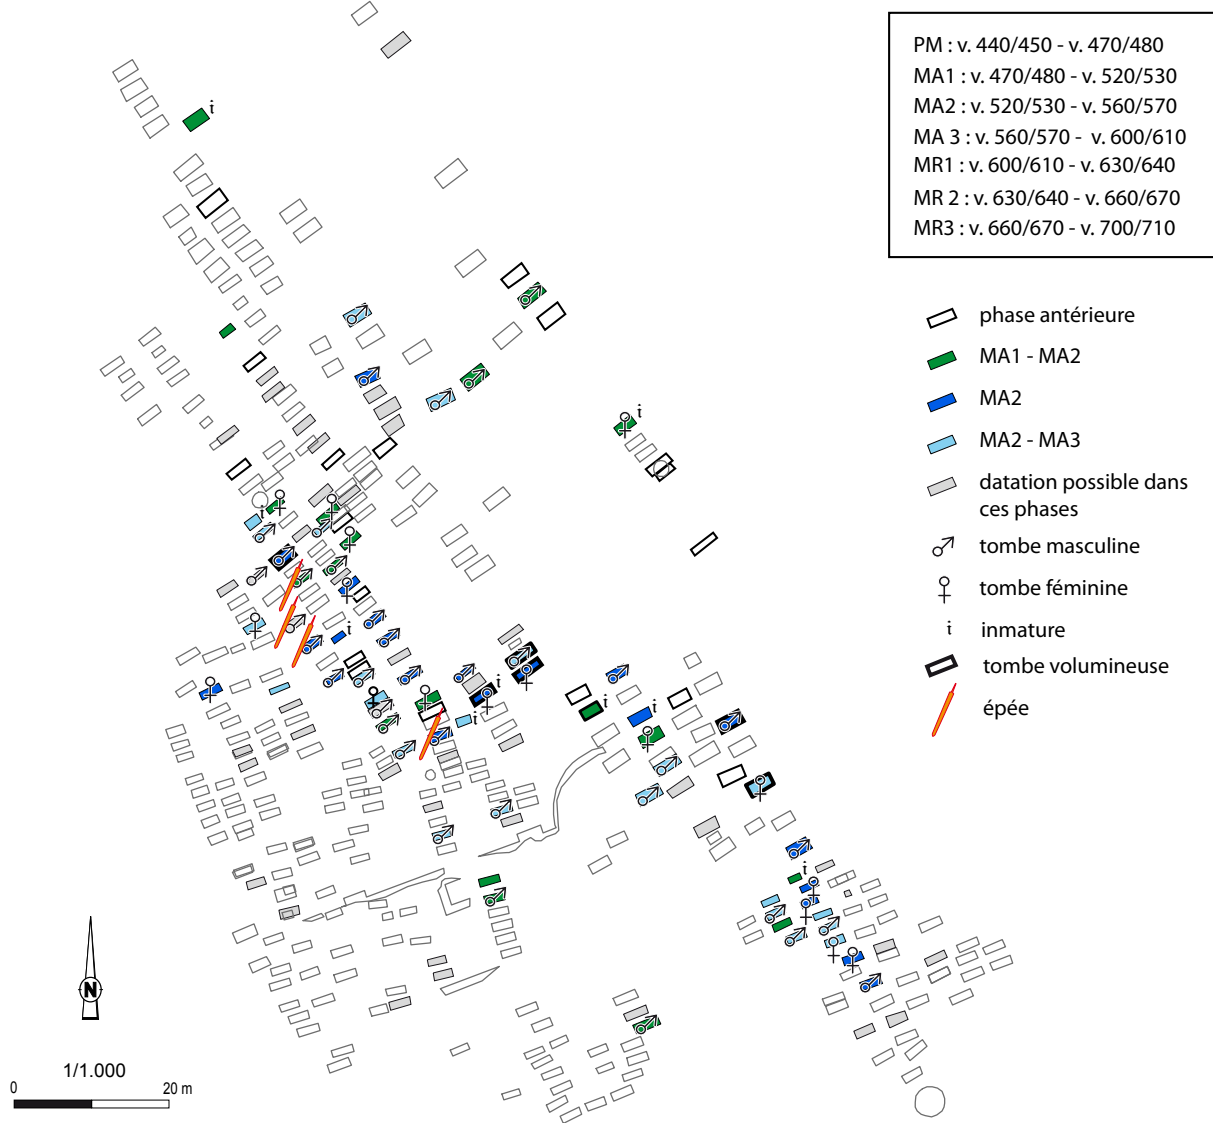 PM : v. 440/450 - v. 470/480
MA1 : v. 470/480 - v. 520/530
MA2 : v. 520/530 - v. 560/570
MA 3 : v. 560/570 - v. 600/610
MR1 : v. 600/610 - v. 630/640
MR 2 : v. 630/640 - v. 660/670
MR3 : v. 660/670 - v. 700/710
phase antérieure
MA1 - MA2
MA2
MA2 - MA3
datation possible dans
ces phases
tombe masculine
tombe féminine
i inmature
tombe volumineuse
épée
i
i
i
i
i
i
i
i
i
N
1/1.000
0 20 m